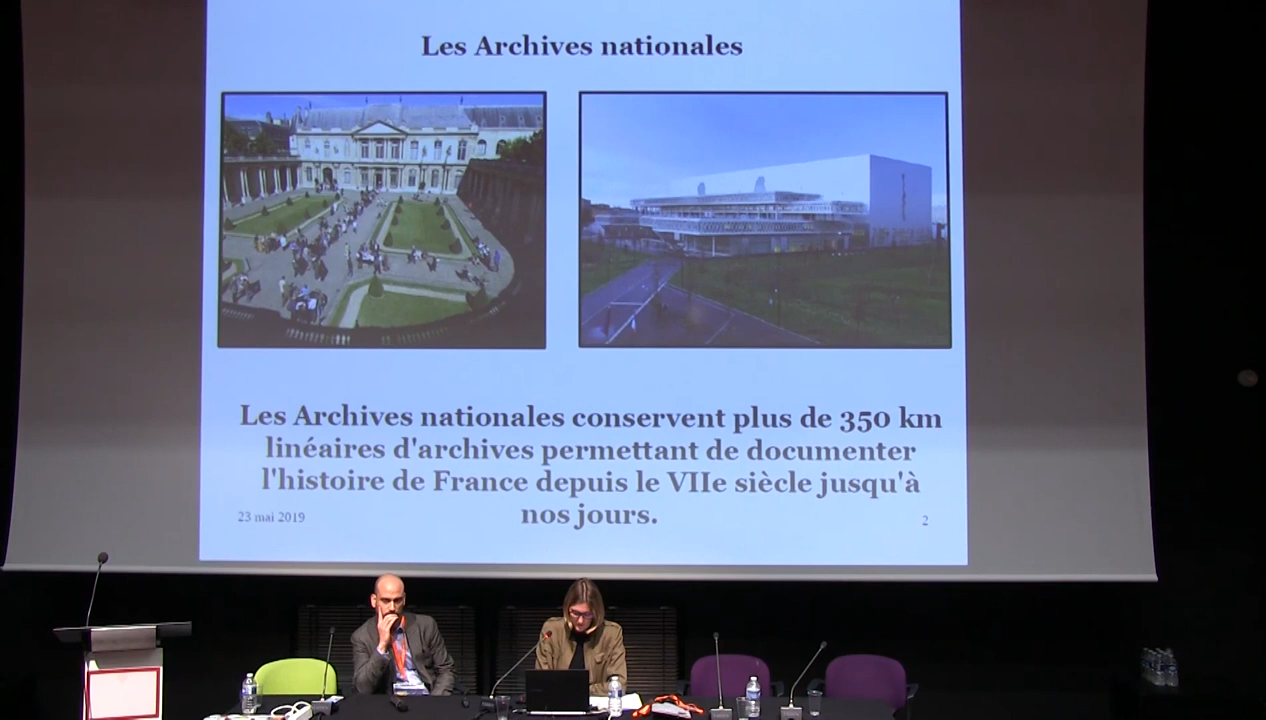 Les Archives nationales
Les Archives nationales conservent plus de 350 km
linéaires d'archives permettant de documenter
l'histoire de France depuis le VIIe siècle jusqu'à
nos jours.
23 mai 2019
2